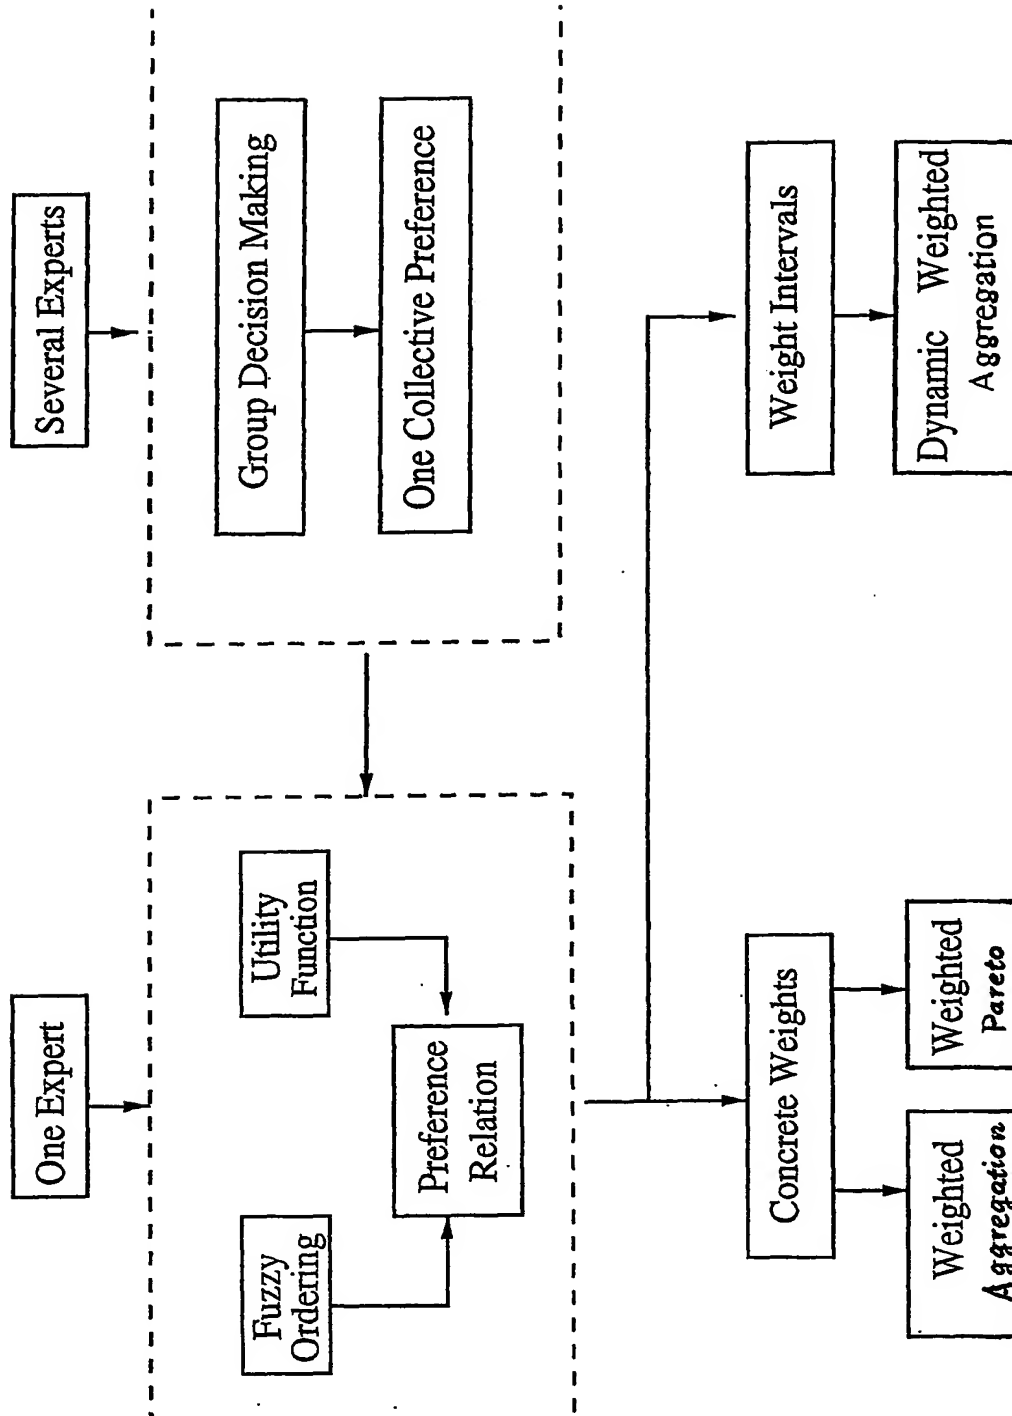 One Expert
Several Experts
Fuzzy
Ordering
Utility
Function
Preference
Relation
Group Decision Making
One Collective Preference
Concrete Weights
Weight Intervals
Weighted
Aggregation
Weighted
Pareto
Dynamic Weighted
Aggregation